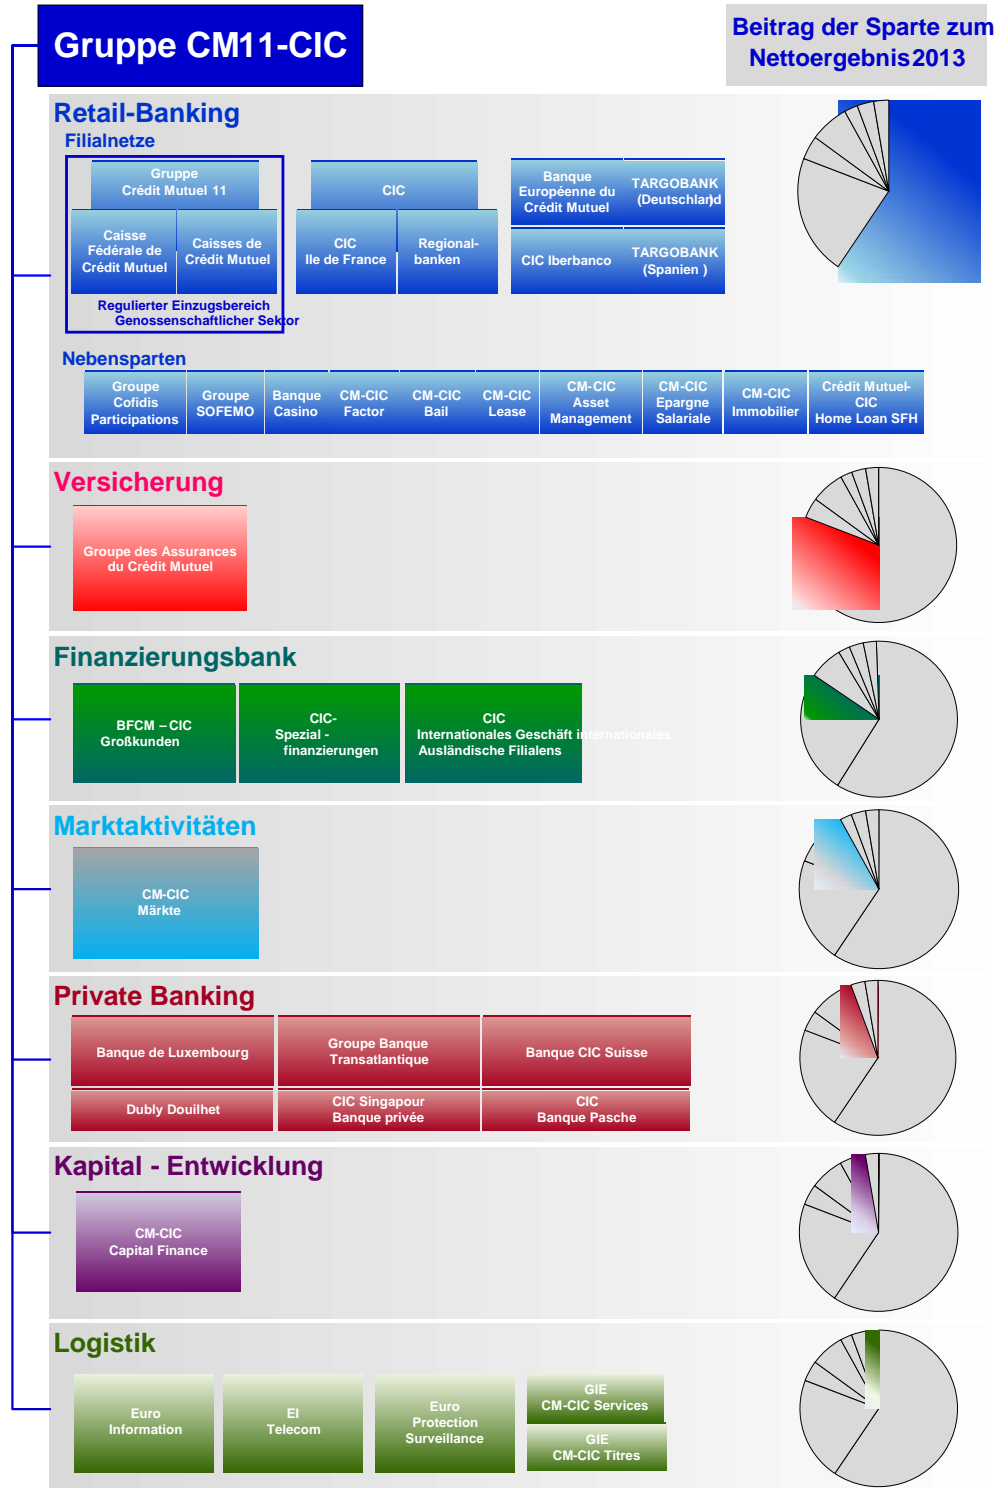 Gruppe CM11-CIC
Beitrag der Sparte zum
Nettoergebnis 2013
Retail-Banking
Filialnetze
Gruppe
Crédit Mutuel 11
Caisse
Fédérale de
Crédit Mutuel
Caisses de
Crédit Mutuel
Regulierter Einzugsbereich
Genossenschaftlicher Sektor
CIC
CIC
Ile de France
Regional-
banken
Banque
Européenne du
Crédit Mutuel
TARGOBANK
(Deutschland)
CIC Iberbanco
TARGOBANK
(Spanien )
Nebensparten
Groupe
Cofidis
Participations
Groupe
SOFEMO
Banque
Casino
CM-CIC
Factor
CM-CIC
Bail
CM-CIC
Lease
CM-CIC
Asset
Management
CM-CIC
Epargne
Salariale
CM-CIC
Immobilier
Crédit Mutuel-
CIC
Home Loan SFH
Versicherung
Groupe des Assurances
du Crédit Mutuel
Finanzierungsbank
BFCM – CIC
Großkunden
CIC-
Spezial -
finanzierungen
CIC
Internationales Geschäft internationales
Ausländische Filialens
Marktaktivitäten
CM-CIC
Märkte
Private Banking
Banque de Luxembourg
Groupe Banque
Transatlantique
Banque CIC Suisse
Dubly Douilhet
CIC Singapour
Banque privée
CIC
Banque Pasche
Kapital - Entwicklung
CM-CIC
Capital Finance
Logistik
Euro
Information
EI
Telecom
Euro
Protection
Surveillance
GIE
CM-CIC Services
GIE
CM-CIC Titres